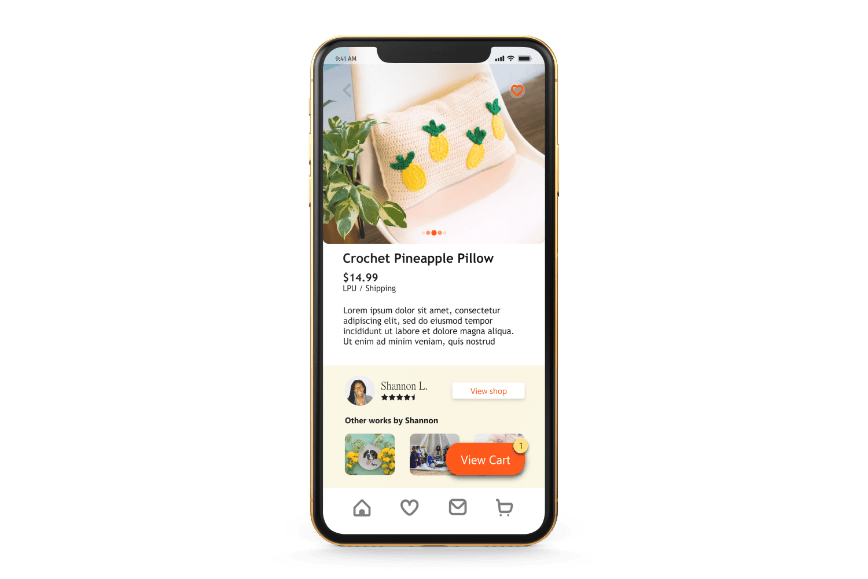 9:41 AM
Crochet Pineapple Pillow
$14.99
LPU / Shipping
Lorem ipsum dolor sit amet, consectetur
adipiscing elit, sed do eiusmod tempor
incididunt ut labore et dolore magna aliqua.
Ut enim ad minim veniam, quis nostrud
Shannon L.
View shop
Other works by Shannon
1
View Cart